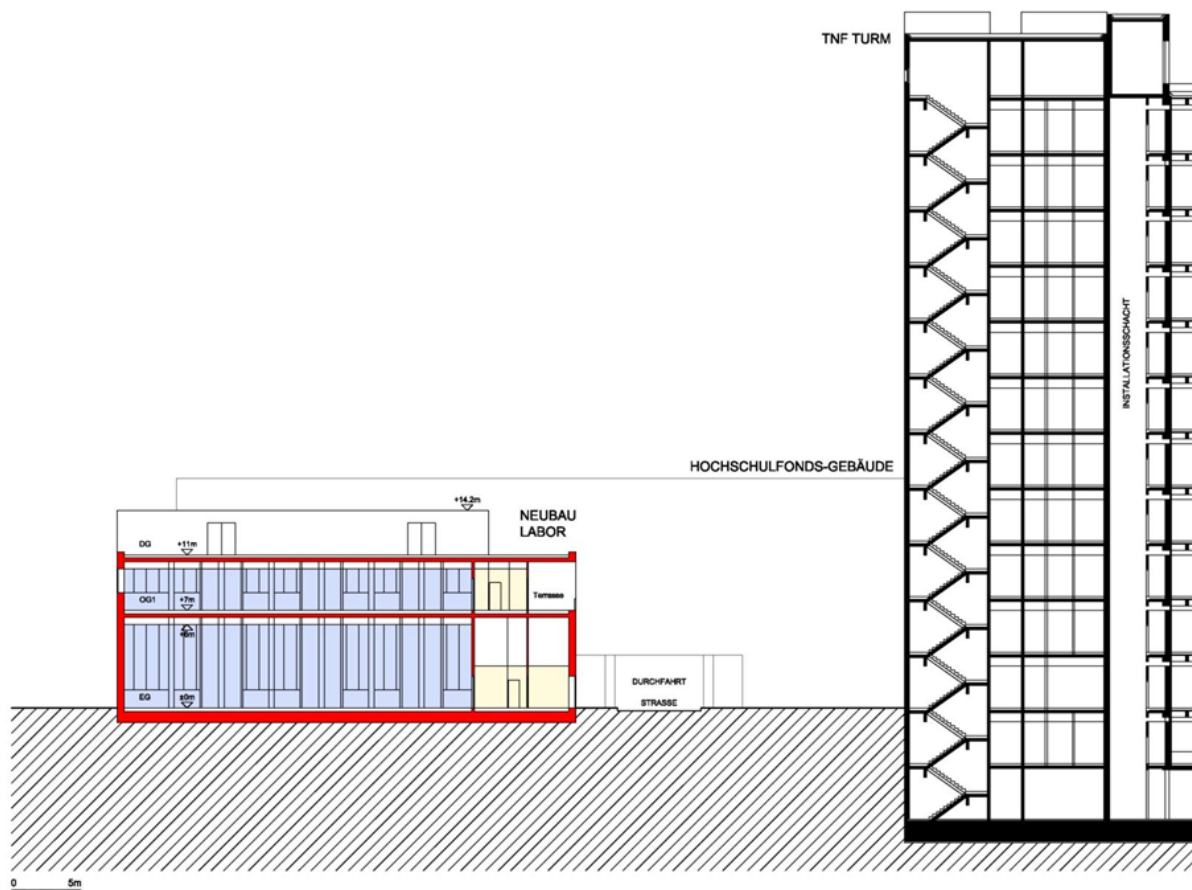 TNF TURM
INSTALLATIONSSCHACHT
HOCHSCHULFONDS-GEBÄUDE
+14.2m
NEUBAU
LABOR
DG
+11m
OG1
+7m
Terrasse
+6m
EG
±0m
DURCHFAHRT
STRASSE
0
5m